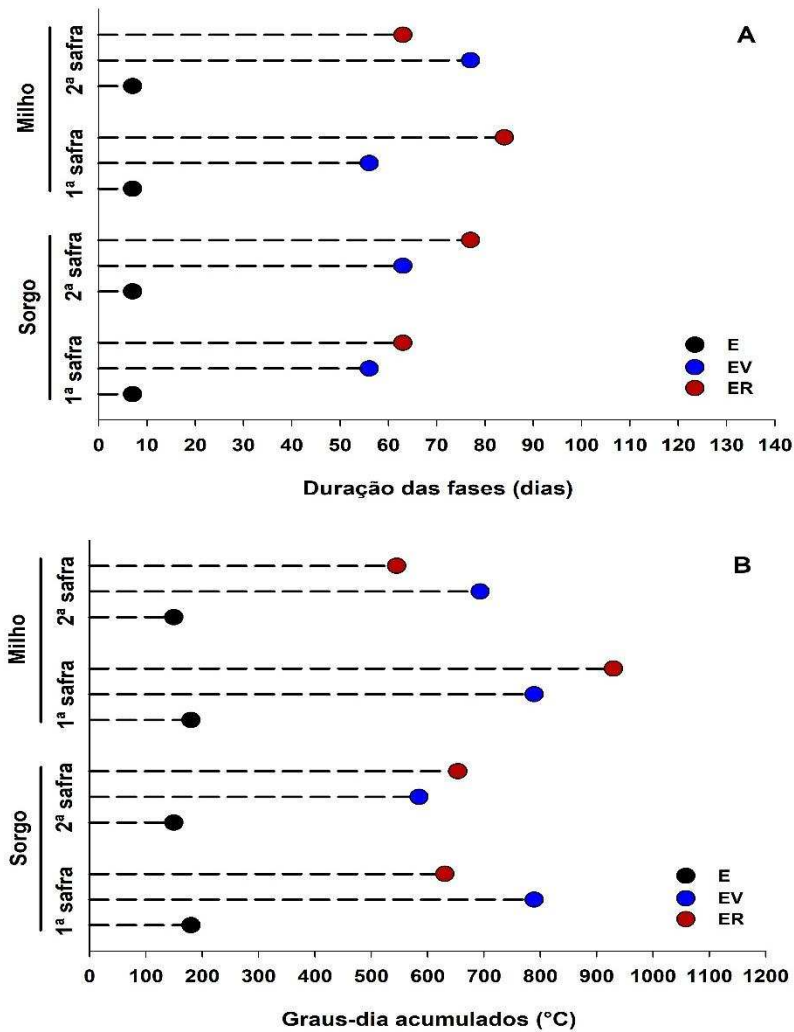 A
Milho
2ª safra
1ª safra
Sorgo
2ª safra
1ª safra
E
EV
ER
0 10 20 30 40 50 60 70 80 90 100 110 120 130 140
Duração das fases (dias)
B
Milho
2ª safra
1ª safra
Sorgo
2ª safra
1ª safra
E
EV
ER
0 100 200 300 400 500 600 700 800 900 1000 1100 1200
Graus-dia acumulados (°C)